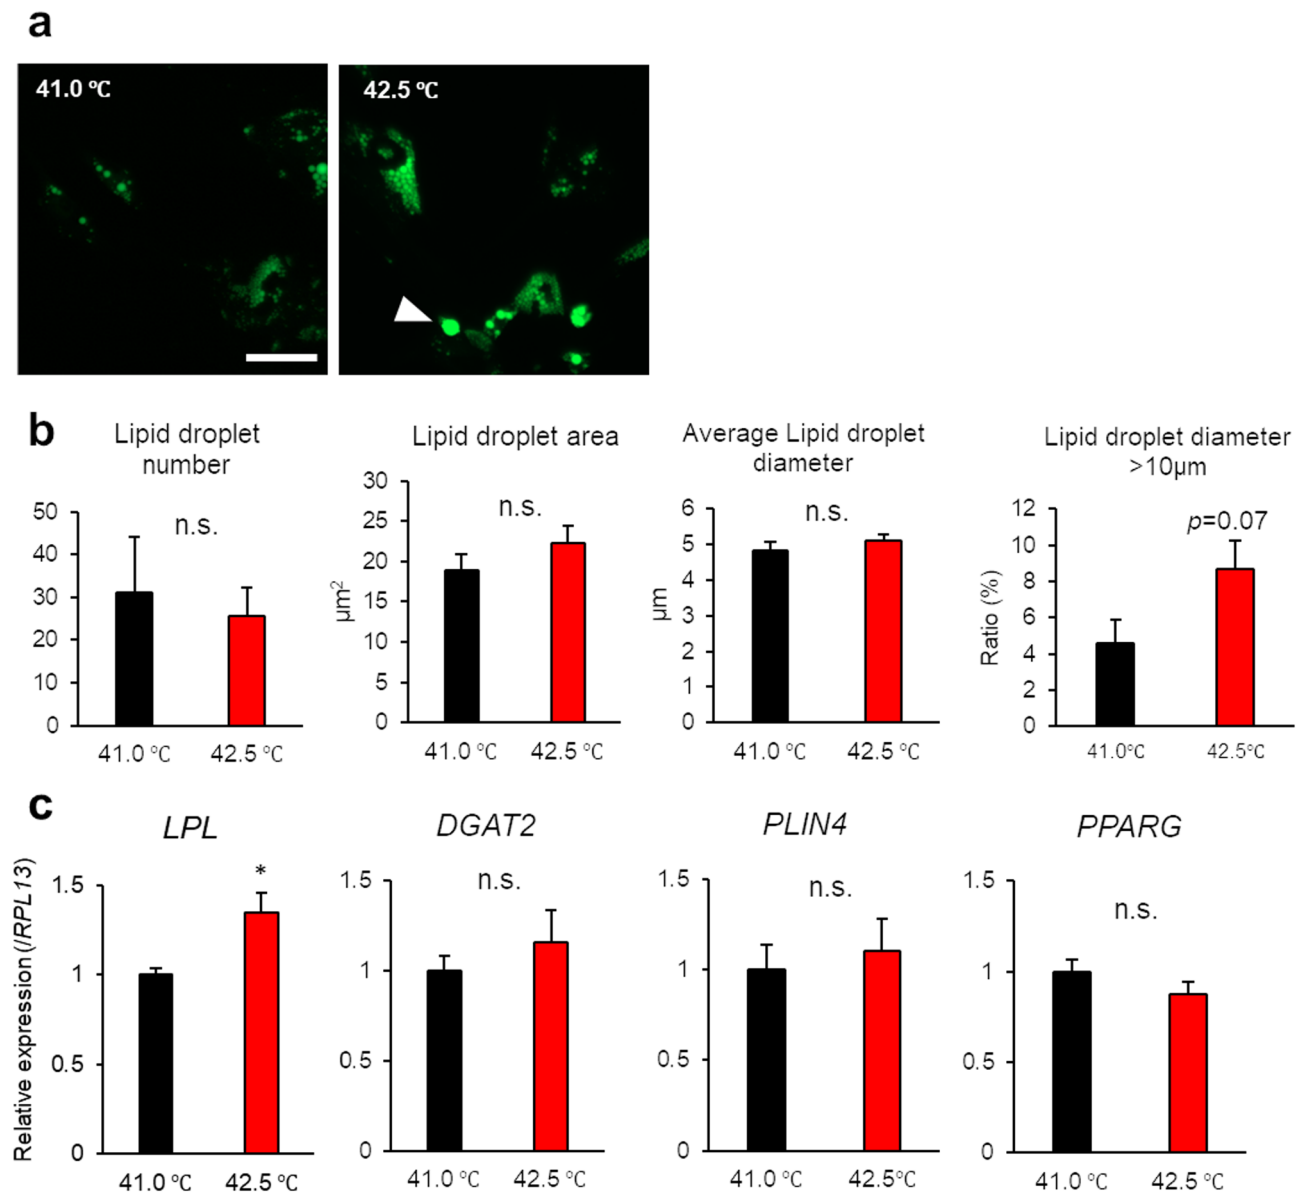 a
41.0 ℃
42.5 ℃
b
Lipid droplet
number
Lipid droplet area
Average Lipid droplet
diameter
Lipid droplet diameter
>10µm
50
40
30
20
10
0
n.s.
41.0 ℃
42.5 ℃
µm²
30
25
20
15
10
5
0
n.s.
41.0 ℃
42.5 ℃
µm
6
5
4
3
2
1
0
n.s.
41.0 ℃
42.5 ℃
Ratio (%)
12
10
8
6
4
2
0
p=0.07
41.0℃
42.5℃
c
LPL
DGAT2
PLIN4
PPARG
Relative expression (/RPL13)
1.5
1
0.5
0
*
41.0 ℃
42.5 ℃
1.5
1
0.5
0
n.s.
41.0 ℃
42.5 ℃
1.5
1
0.5
0
n.s.
41.0 ℃
42.5℃
1.5
1
0.5
0
n.s.
41.0 ℃
42.5 ℃